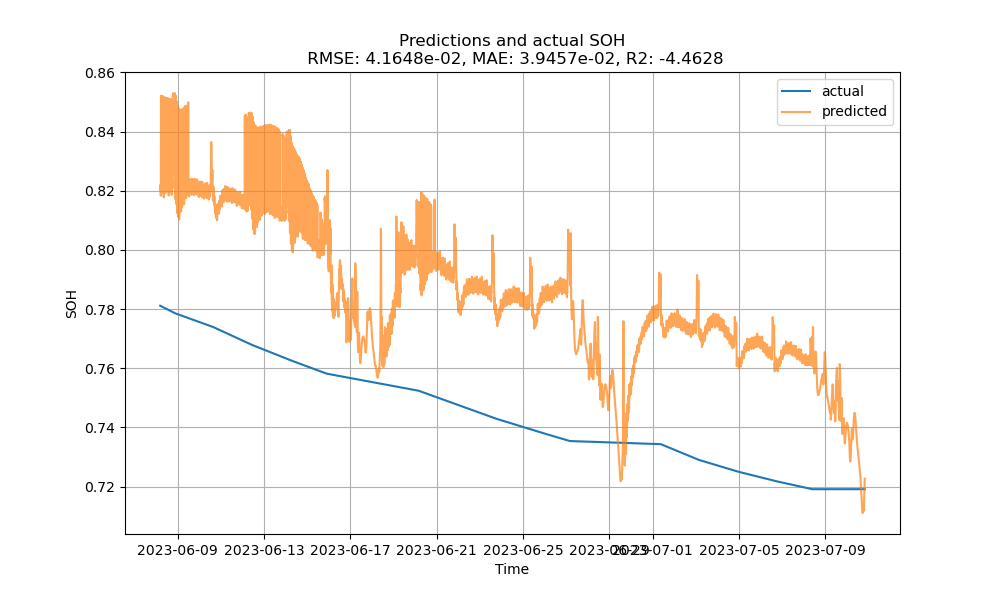 Predictions and actual SOH
RMSE: 4.1648e-02, MAE: 3.9457e-02, R2: -4.4628
actual
predicted
SOH
0.86
0.84
0.82
0.80
0.78
0.76
0.74
0.72
2023-06-09 2023-06-13 2023-06-17 2023-06-21 2023-06-25 2023-06-29 2023-07-01 2023-07-05 2023-07-09
Time